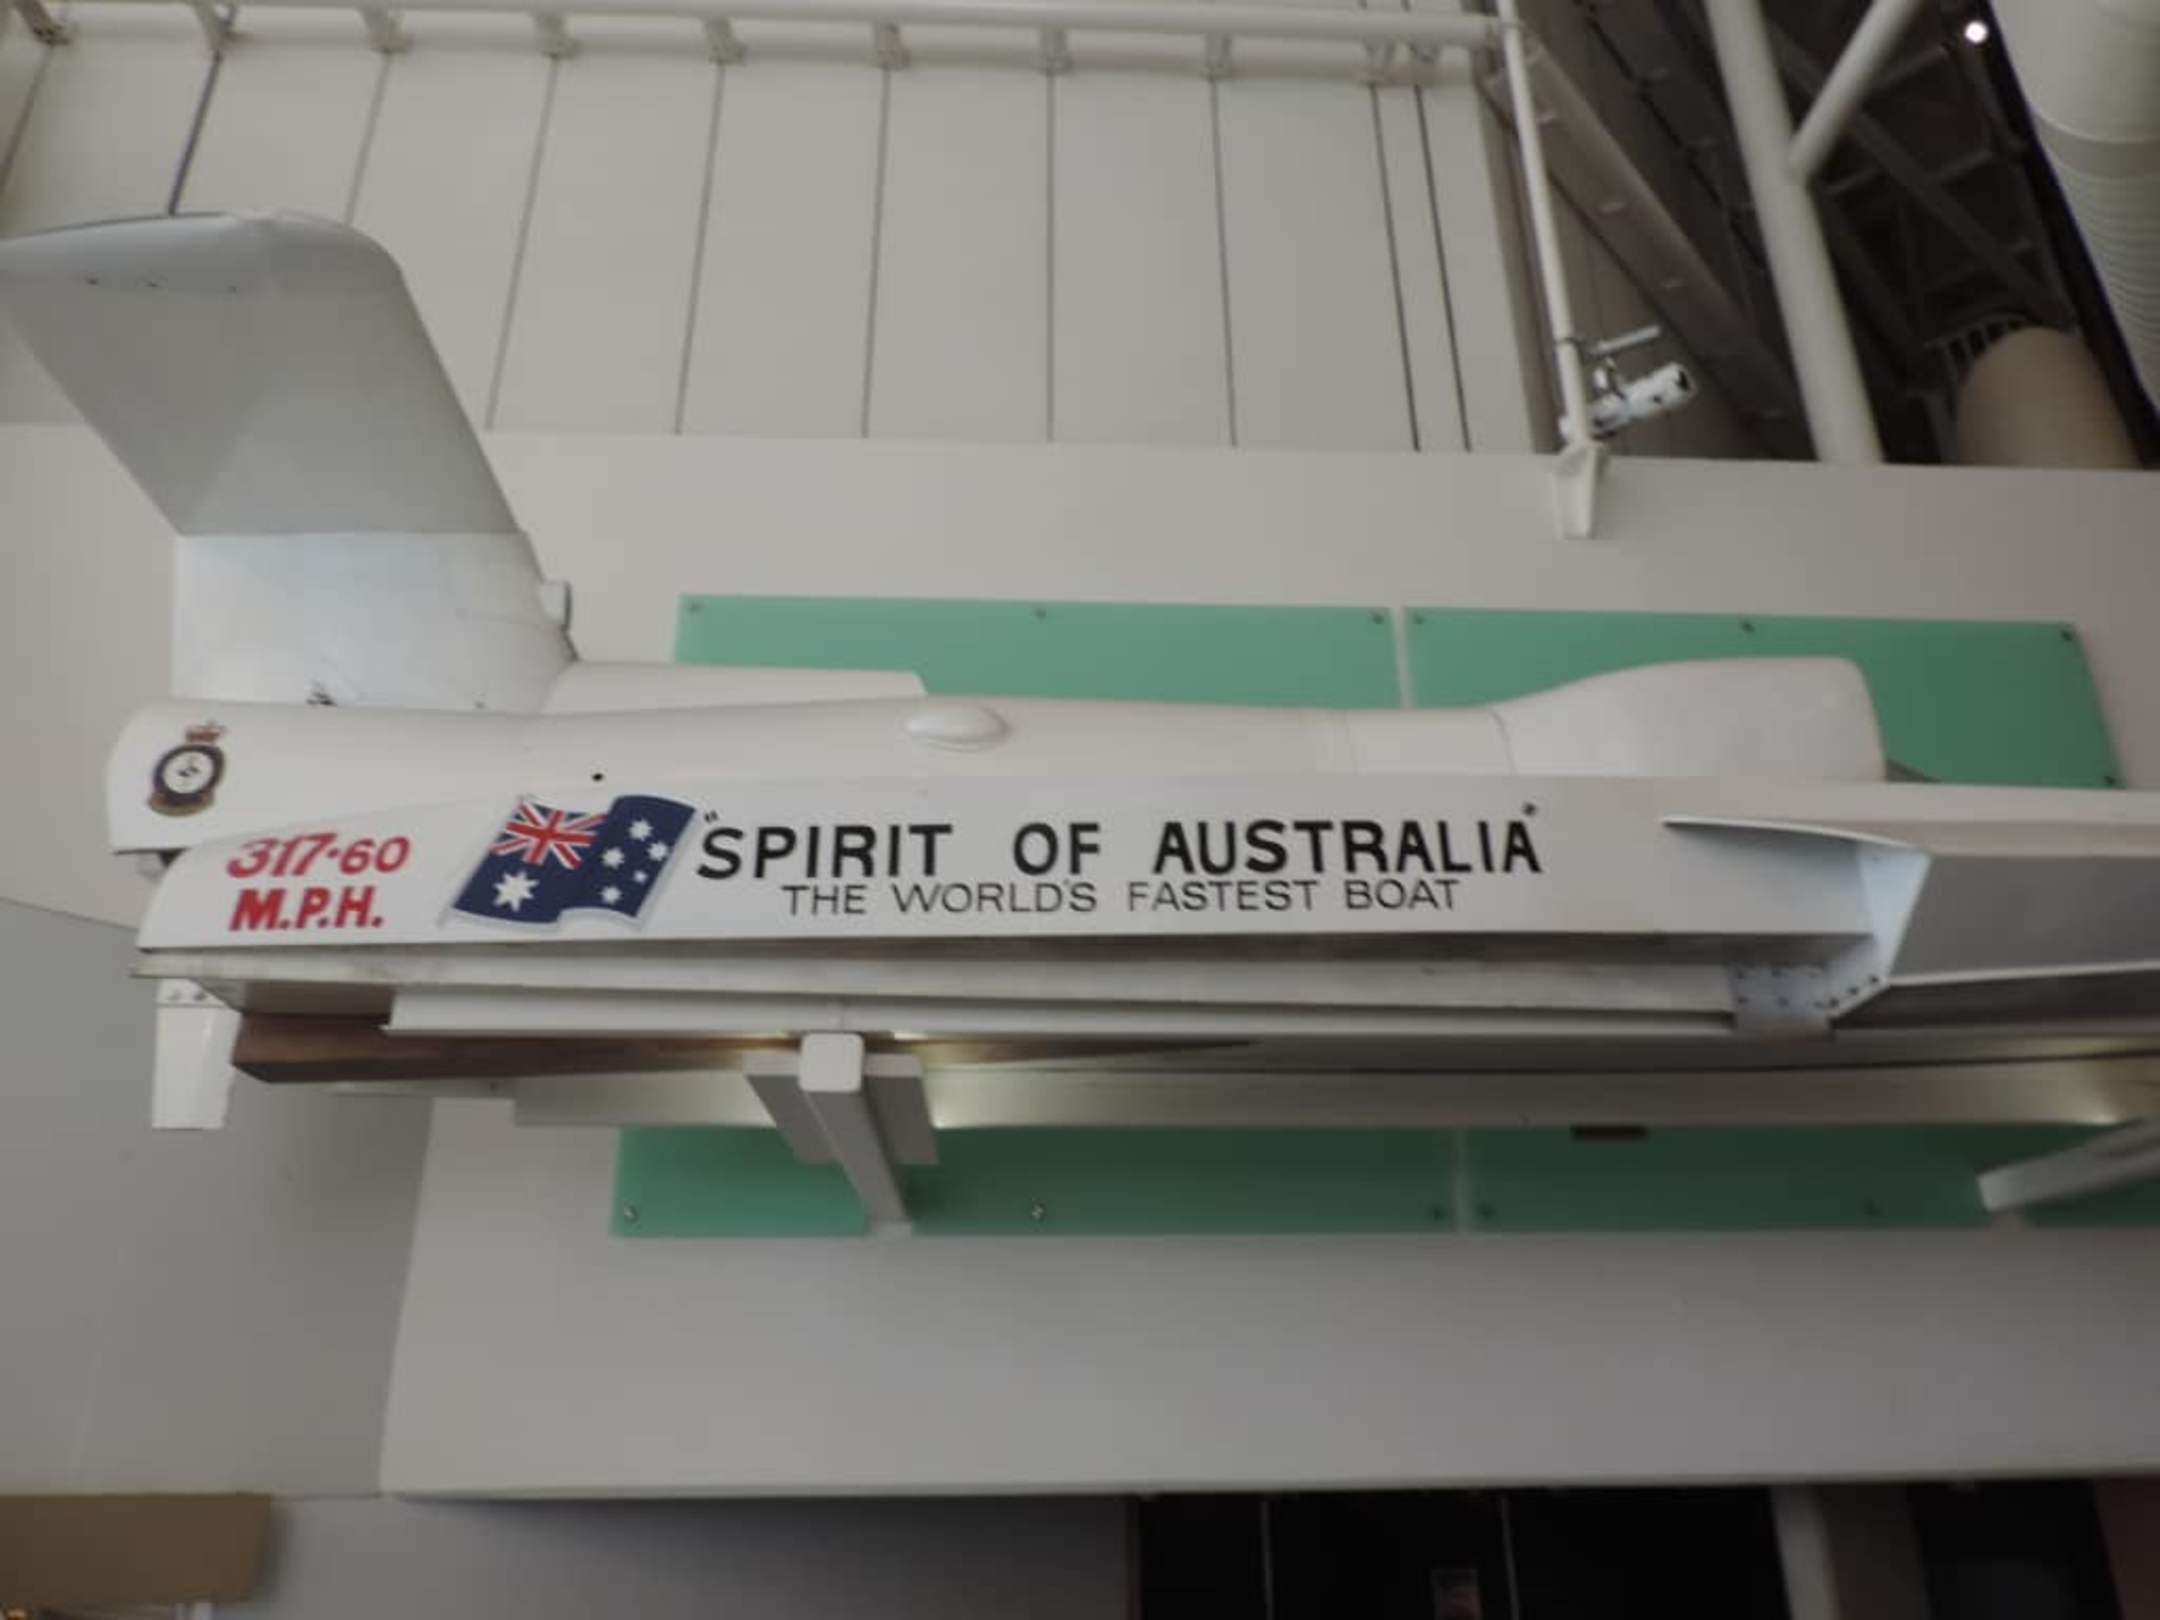 317·60
M.P.H.
"SPIRIT OF AUSTRALIA"
THE WORLD'S FASTEST BOAT